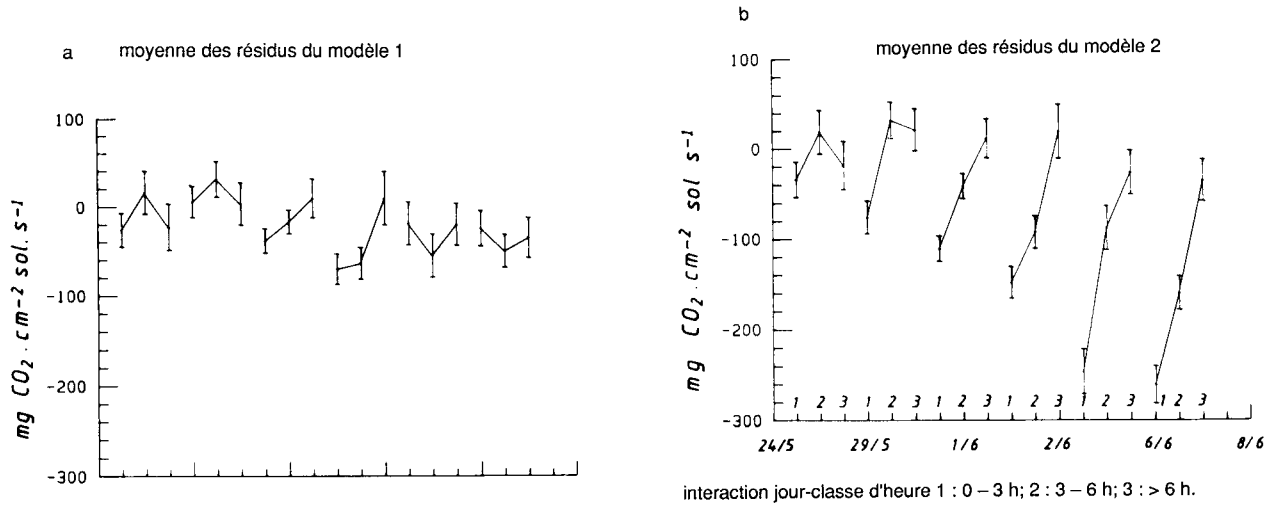 a moyenne des résidus du modèle 1
100
0
-100
-200
-300
mg CO₂ . cm⁻² sol. s⁻¹
b
moyenne des résidus du modèle 2
100
0
-100
-200
-300
mg CO₂ . cm⁻² sol s⁻¹
1 2 3 1 2 3 1 2 3 1 2 3 1 2 3 1 2 3
24/5 29/5 1/6 2/6 6/6 8/6
interaction jour-classe d'heure 1 : 0 – 3 h; 2 : 3 – 6 h; 3 : > 6 h.